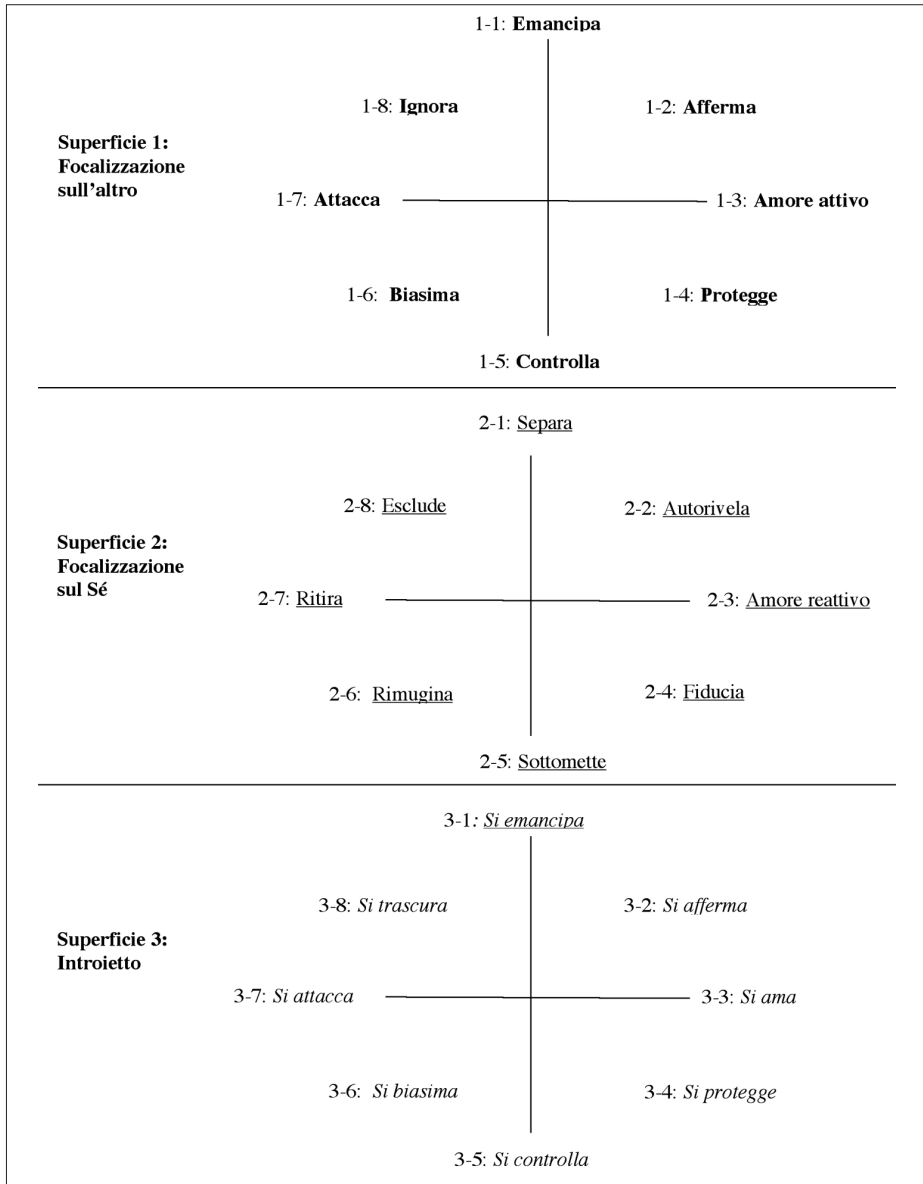 1-1: Emancipa
1-8: Ignora
1-2: Afferma
Superficie 1:
Focalizzazione
sull'altro
1-7: Attacca
1-3: Amore attivo
1-6: Biasima
1-4: Protegge
1-5: Controlla
2-1: Separa
2-8: Esclude
2-2: Autorivela
Superficie 2:
Focalizzazione
sul Sé
2-7: Ritira
2-3: Amore reattivo
2-6: Rimugina
2-4: Fiducia
2-5: Sottomette
3-1: Si emancipa
3-8: Si trascura
3-2: Si afferma
Superficie 3:
Introietto
3-7: Si attacca
3-3: Si ama
3-6: Si biasima
3-4: Si protegge
3-5: Si controlla